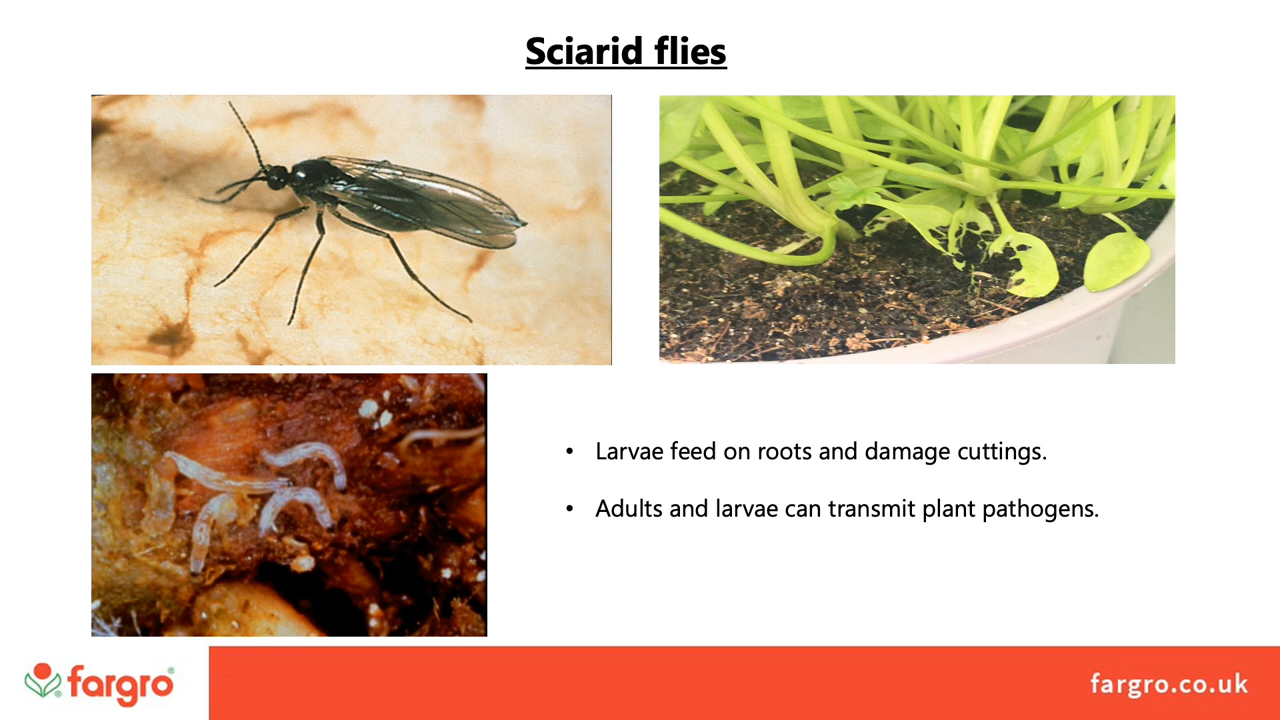 Sciarid flies
• Larvae feed on roots and damage cuttings.
• Adults and larvae can transmit plant pathogens.
fargro®
fargro.co.uk